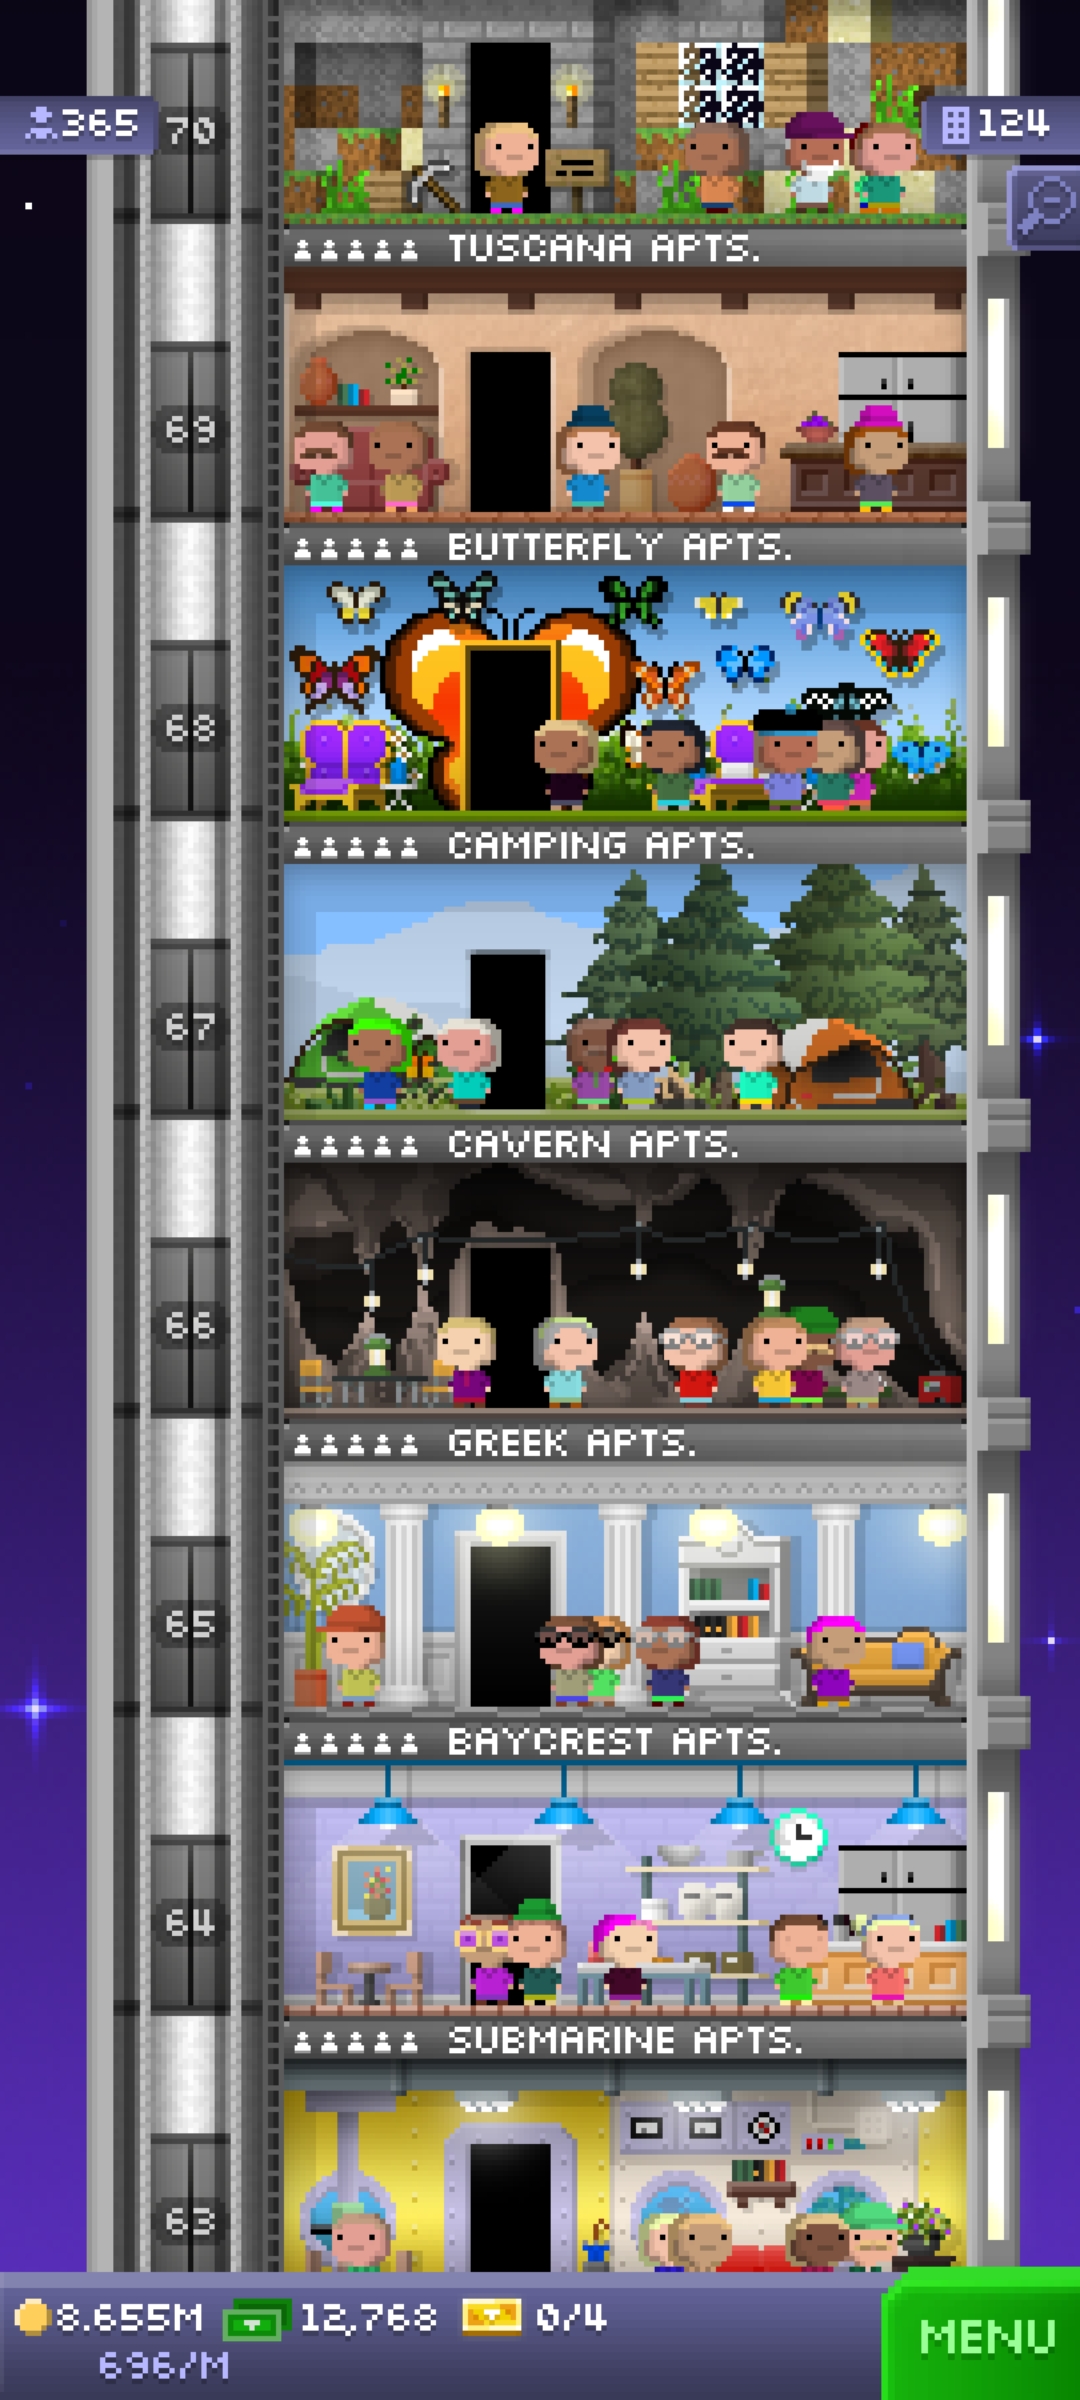 365
70
124
TUSCANA APTS.
69
BUTTERFLY APTS.
68
CAMPING APTS.
67
CAVERN APTS.
66
GREEK APTS.
65
BAYCREST APTS.
64
SUBMARINE APTS.
63
8.655M 12,768 0/4
696/M
MENU